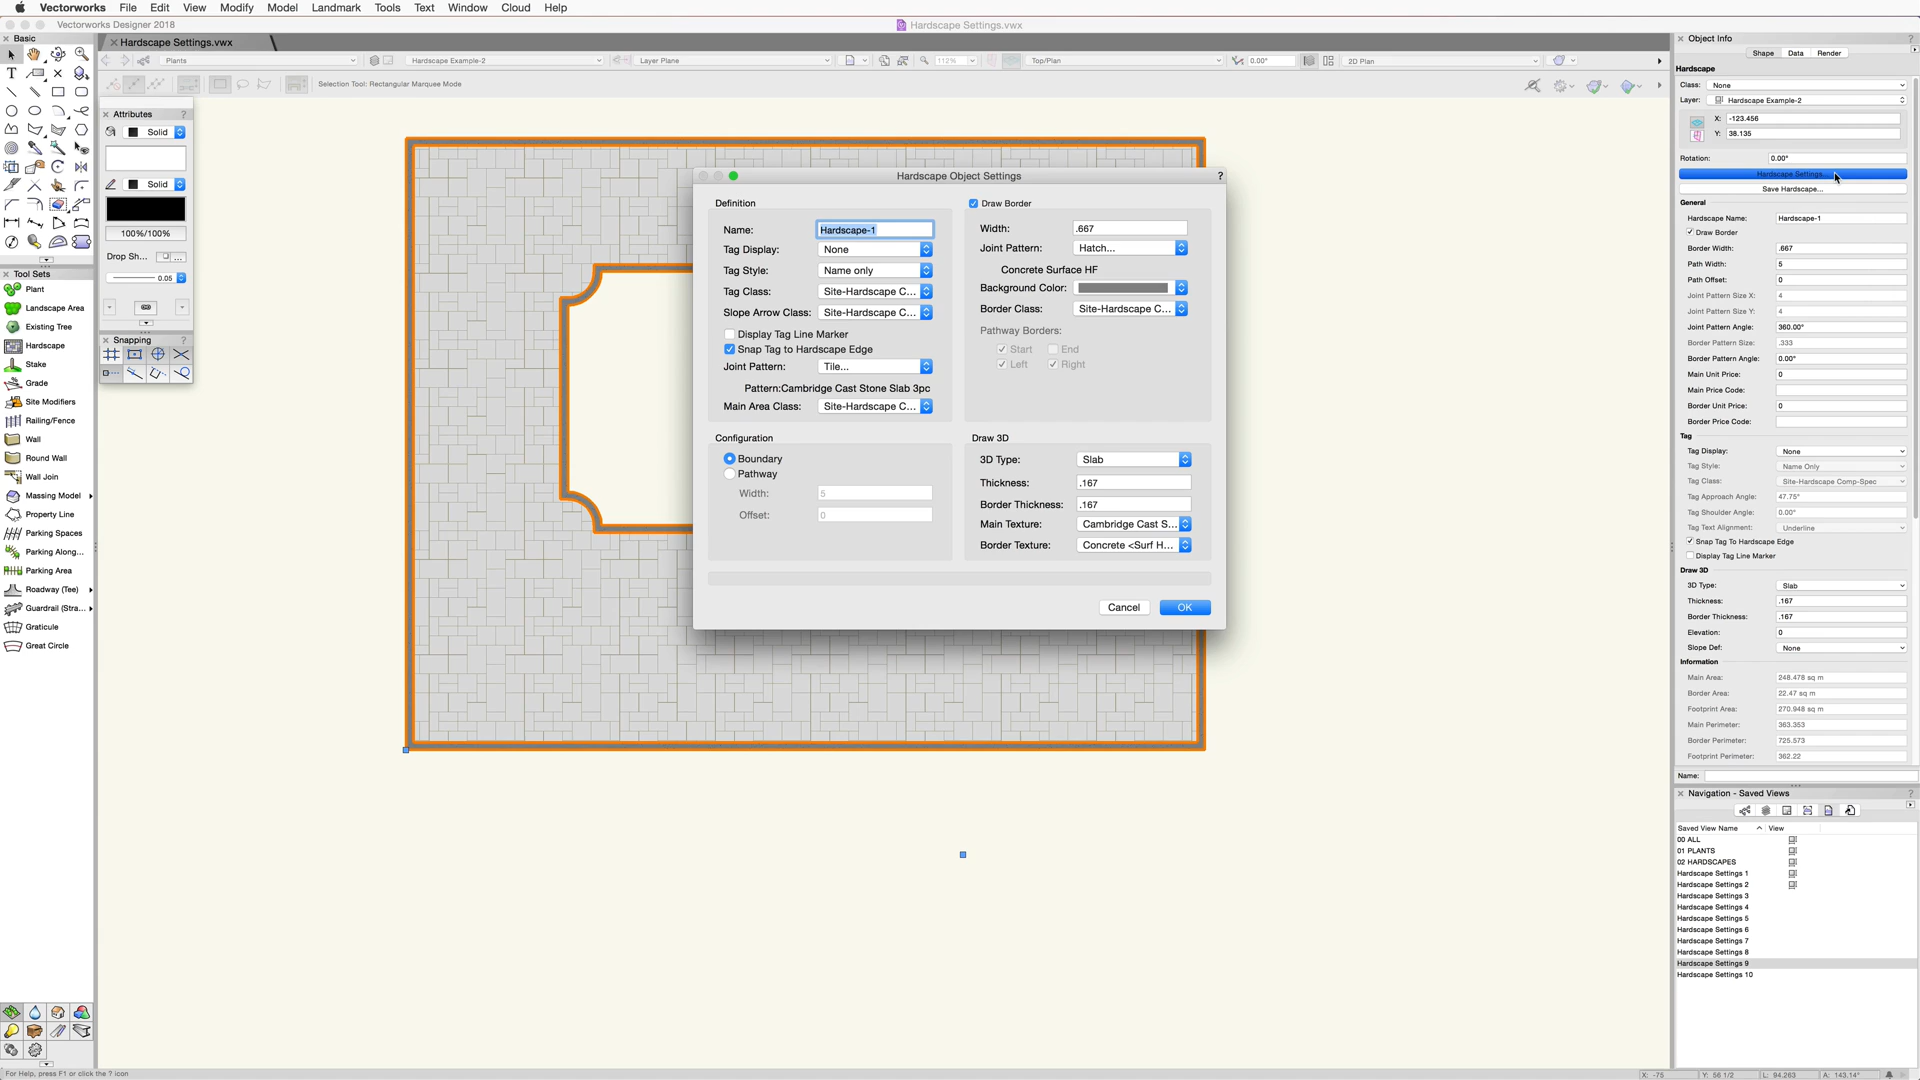 Vectorworks File Edit View Modify Model Landmark Tools Text Window Cloud Help
Vectorworks Designer 2018
Hardscape Settings.vwx
Basic
Hardscape Settings.vwx
Plants
Hardscape Example-2
Layer Plane
112%
Top/Plan
0.00°
2D Plan
Selection Tool: Rectangular Marquee Mode
Attributes
?
Solid
Solid
100%/100%
Drop Sh...
0.05
Snapping
?
Tool Sets
Plant
Landscape Area
Existing Tree
Hardscape
Stake
Grade
Site Modifiers
Railing/Fence
Wall
Round Wall
Wall Join
Massing Model
Property Line
Parking Spaces
Parking Along...
Parking Area
Roadway (Tee)
Guardrail (Stra...
Graticule
Great Circle
For Help, press F1 or click the ? icon
Hardscape Object Settings
?
Definition
Name: Hardscape-1
Tag Display: None
Tag Style: Name only
Tag Class: Site-Hardscape C...
Slope Arrow Class: Site-Hardscape C...
Display Tag Line Marker
Snap Tag to Hardscape Edge
Joint Pattern: Tile...
Pattern:Cambridge Cast Stone Slab 3pc
Main Area Class: Site-Hardscape C...
Configuration
Boundary
Pathway
Width: 5
Offset: 0
Draw Border
Width: .667
Joint Pattern: Hatch...
Concrete Surface HF
Background Color:
Border Class: Site-Hardscape C...
Pathway Borders:
Start End
Left Right
Draw 3D
3D Type: Slab
Thickness: .167
Border Thickness: .167
Main Texture: Cambridge Cast S...
Border Texture: Concrete <Surf H...
Cancel OK
Object Info
?
Shape Data Render
Hardscape
Class: None
Layer: Hardscape Example-2
X: -123.456
Y: 38.135
Rotation: 0.00°
Hardscape Settings...
Save Hardscape...
General
Hardscape Name: Hardscape-1
Draw Border
Border Width: .667
Path Width: 5
Path Offset: 0
Joint Pattern Size X: 4
Joint Pattern Size Y: 4
Joint Pattern Angle: 360.00°
Border Pattern Size: .333
Border Pattern Angle: 0.00°
Main Unit Price: 0
Main Price Code:
Border Unit Price: 0
Border Price Code:
Tag
Tag Display: None
Tag Style: Name Only
Tag Class: Site-Hardscape Comp-Spec
Tag Approach Angle: 47.75°
Tag Shoulder Angle: 0.00°
Tag Text Alignment: Underline
Snap Tag To Hardscape Edge
Display Tag Line Marker
Draw 3D
3D Type: Slab
Thickness: .167
Border Thickness: .167
Elevation: 0
Slope Def: None
Information
Main Area: 248.478 sq m
Border Area: 22.47 sq m
Footprint Area: 270.948 sq m
Main Perimeter: 363.353
Border Perimeter: 725.573
Footprint Perimeter: 362.22
Name:
Navigation - Saved Views
?
Saved View Name View
00 ALL
01 PLANTS
02 HARDSCAPES
Hardscape Settings 1
Hardscape Settings 2
Hardscape Settings 3
Hardscape Settings 4
Hardscape Settings 5
Hardscape Settings 6
Hardscape Settings 7
Hardscape Settings 8
Hardscape Settings 9
Hardscape Settings 10
X: -75 Y: 56 1/2 L: 94.263 A: 143.14°